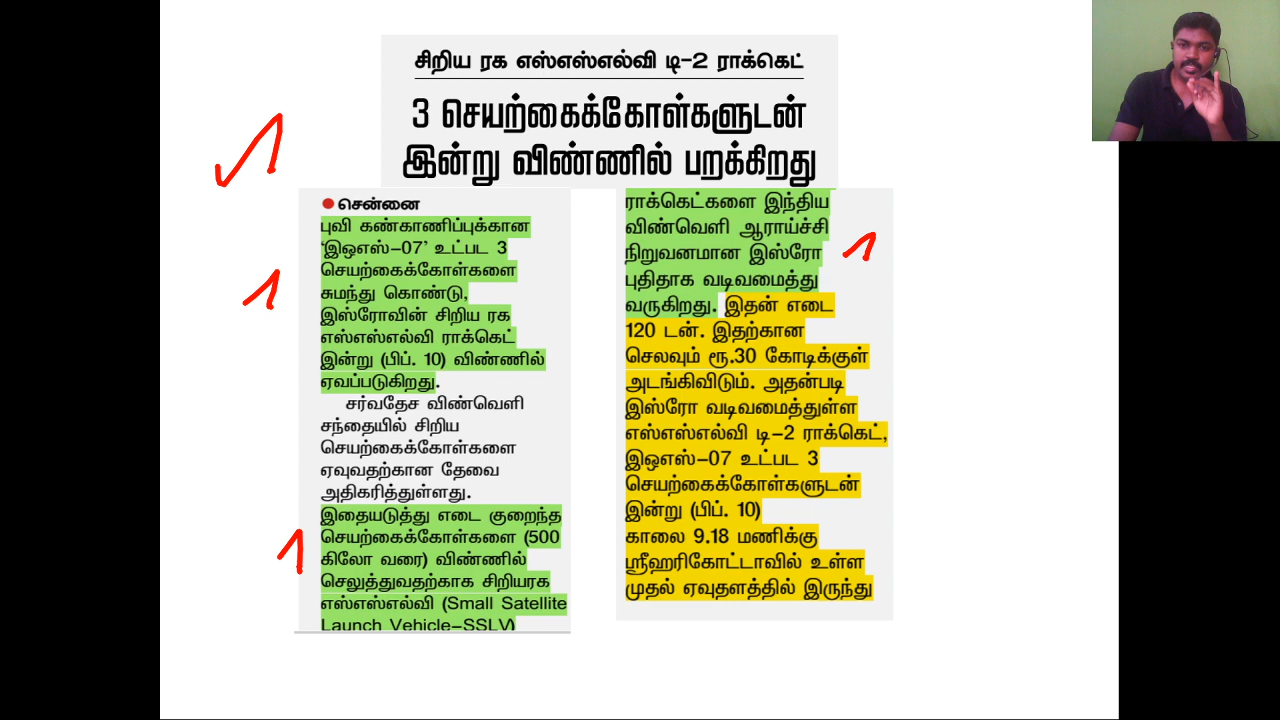 சிறிய ரக எஸ்எஸ்எல்வி டி-2 ராக்கெட்
3 செயற்கைக்கோள்களுடன்
இன்று விண்ணில் பறக்கிறது
சென்னை
புவி கண்காணிப்புக்கான
‘இஓஎஸ்-07’ உட்பட 3
செயற்கைக்கோள்களை
சுமந்து கொண்டு,
இஸ்ரோவின் சிறிய ரக
எஸ்எஸ்எல்வி ராக்கெட்
இன்று (பிப். 10) விண்ணில்
ஏவப்படுகிறது.
சர்வதேச விண்வெளி
சந்தையில் சிறிய
செயற்கைக்கோள்களை
ஏவுவதற்கான தேவை
அதிகரித்துள்ளது.
இதையடுத்து எடை குறைந்த
செயற்கைக்கோள்களை (500
கிலோ வரை) விண்ணில்
செலுத்துவதற்காக சிறியரக
எஸ்எஸ்எல்வி (Small Satellite
Launch Vehicle-SSLV)
ராக்கெட்களை இந்திய
விண்வெளி ஆராய்ச்சி
நிறுவனமான இஸ்ரோ
புதிதாக வடிவமைத்து
வருகிறது. இதன் எடை
120 டன். இதற்கான
செலவும் ரூ.30 கோடிக்குள்
அடங்கிவிடும். அதன்படி
இஸ்ரோ வடிவமைத்துள்ள
எஸ்எஸ்எல்வி டி-2 ராக்கெட்,
இஓஎஸ்-07 உட்பட 3
செயற்கைக்கோள்களுடன்
இன்று (பிப். 10)
காலை 9.18 மணிக்கு
ஸ்ரீஹரிகோட்டாவில் உள்ள
முதல் ஏவுதளத்தில் இருந்து